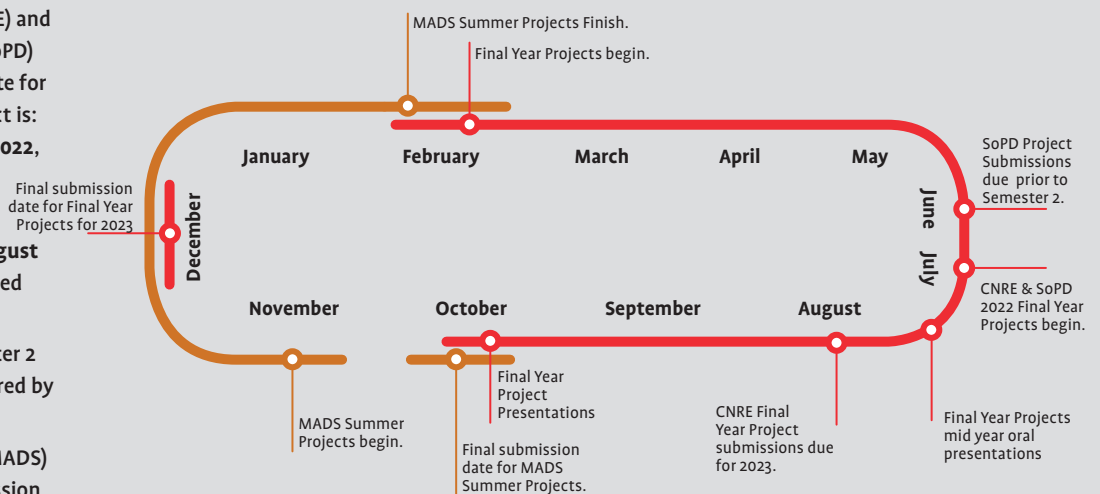 E) and
PD)
te for
ct is:
022,
gust
ed
ter 2
red by
MADS)
ssion
MADS Summer Projects Finish.
Final Year Projects begin.
January
February
March
April
May
SoPD Project
Submissions
due prior to
Semester 2.
June
July
CNRE & SoPD
2022 Final Year
Projects begin.
Final submission
date for Final Year
Projects for 2023
December
November
October
September
August
Final Year
Project
Presentations
MADS Summer
Projects begin.
Final submission
date for MADS
Summer Projects.
CNRE Final
Year Project
submissions due
for 2023.
Final Year Projects
mid year oral
presentations